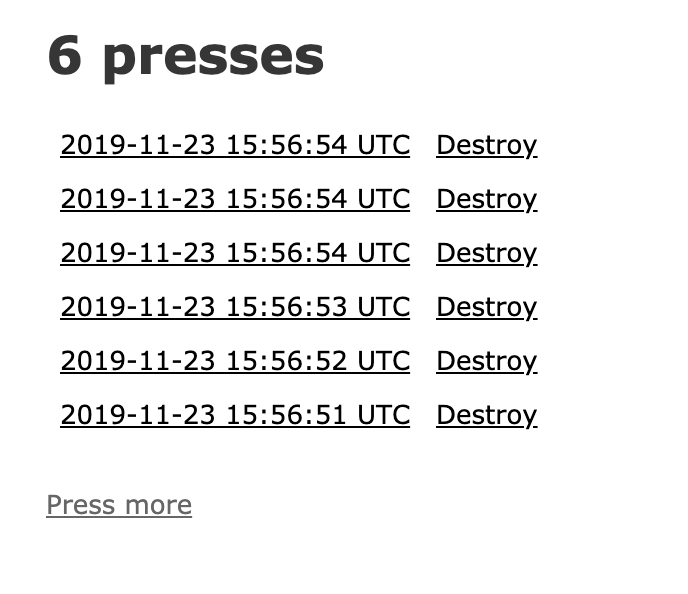 6 presses
2019-11-23 15:56:54 UTC Destroy
2019-11-23 15:56:54 UTC Destroy
2019-11-23 15:56:54 UTC Destroy
2019-11-23 15:56:53 UTC Destroy
2019-11-23 15:56:52 UTC Destroy
2019-11-23 15:56:51 UTC Destroy
Press more